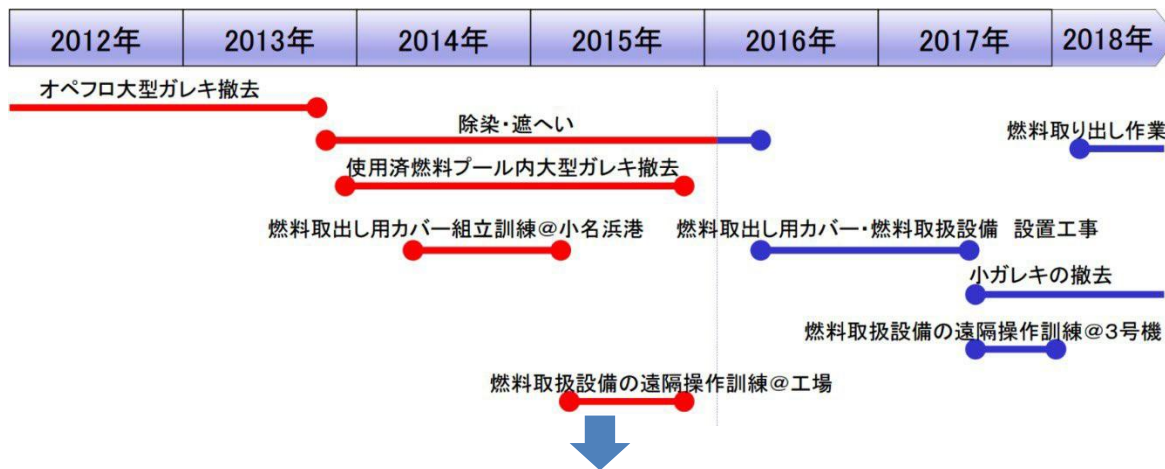 2012年 2013年 2014年 2015年 2016年 2017年 2018年
オペフロ大型ガレキ撤去
除染・遮へい
燃料取り出し作業
使用済燃料プール内大型ガレキ撤去
燃料取出し用カバー組立訓練@小名浜港
燃料取出し用カバー・燃料取扱設備 設置工事
小ガレキの撤去
燃料取扱設備の遠隔操作訓練@3号機
燃料取扱設備の遠隔操作訓練@工場